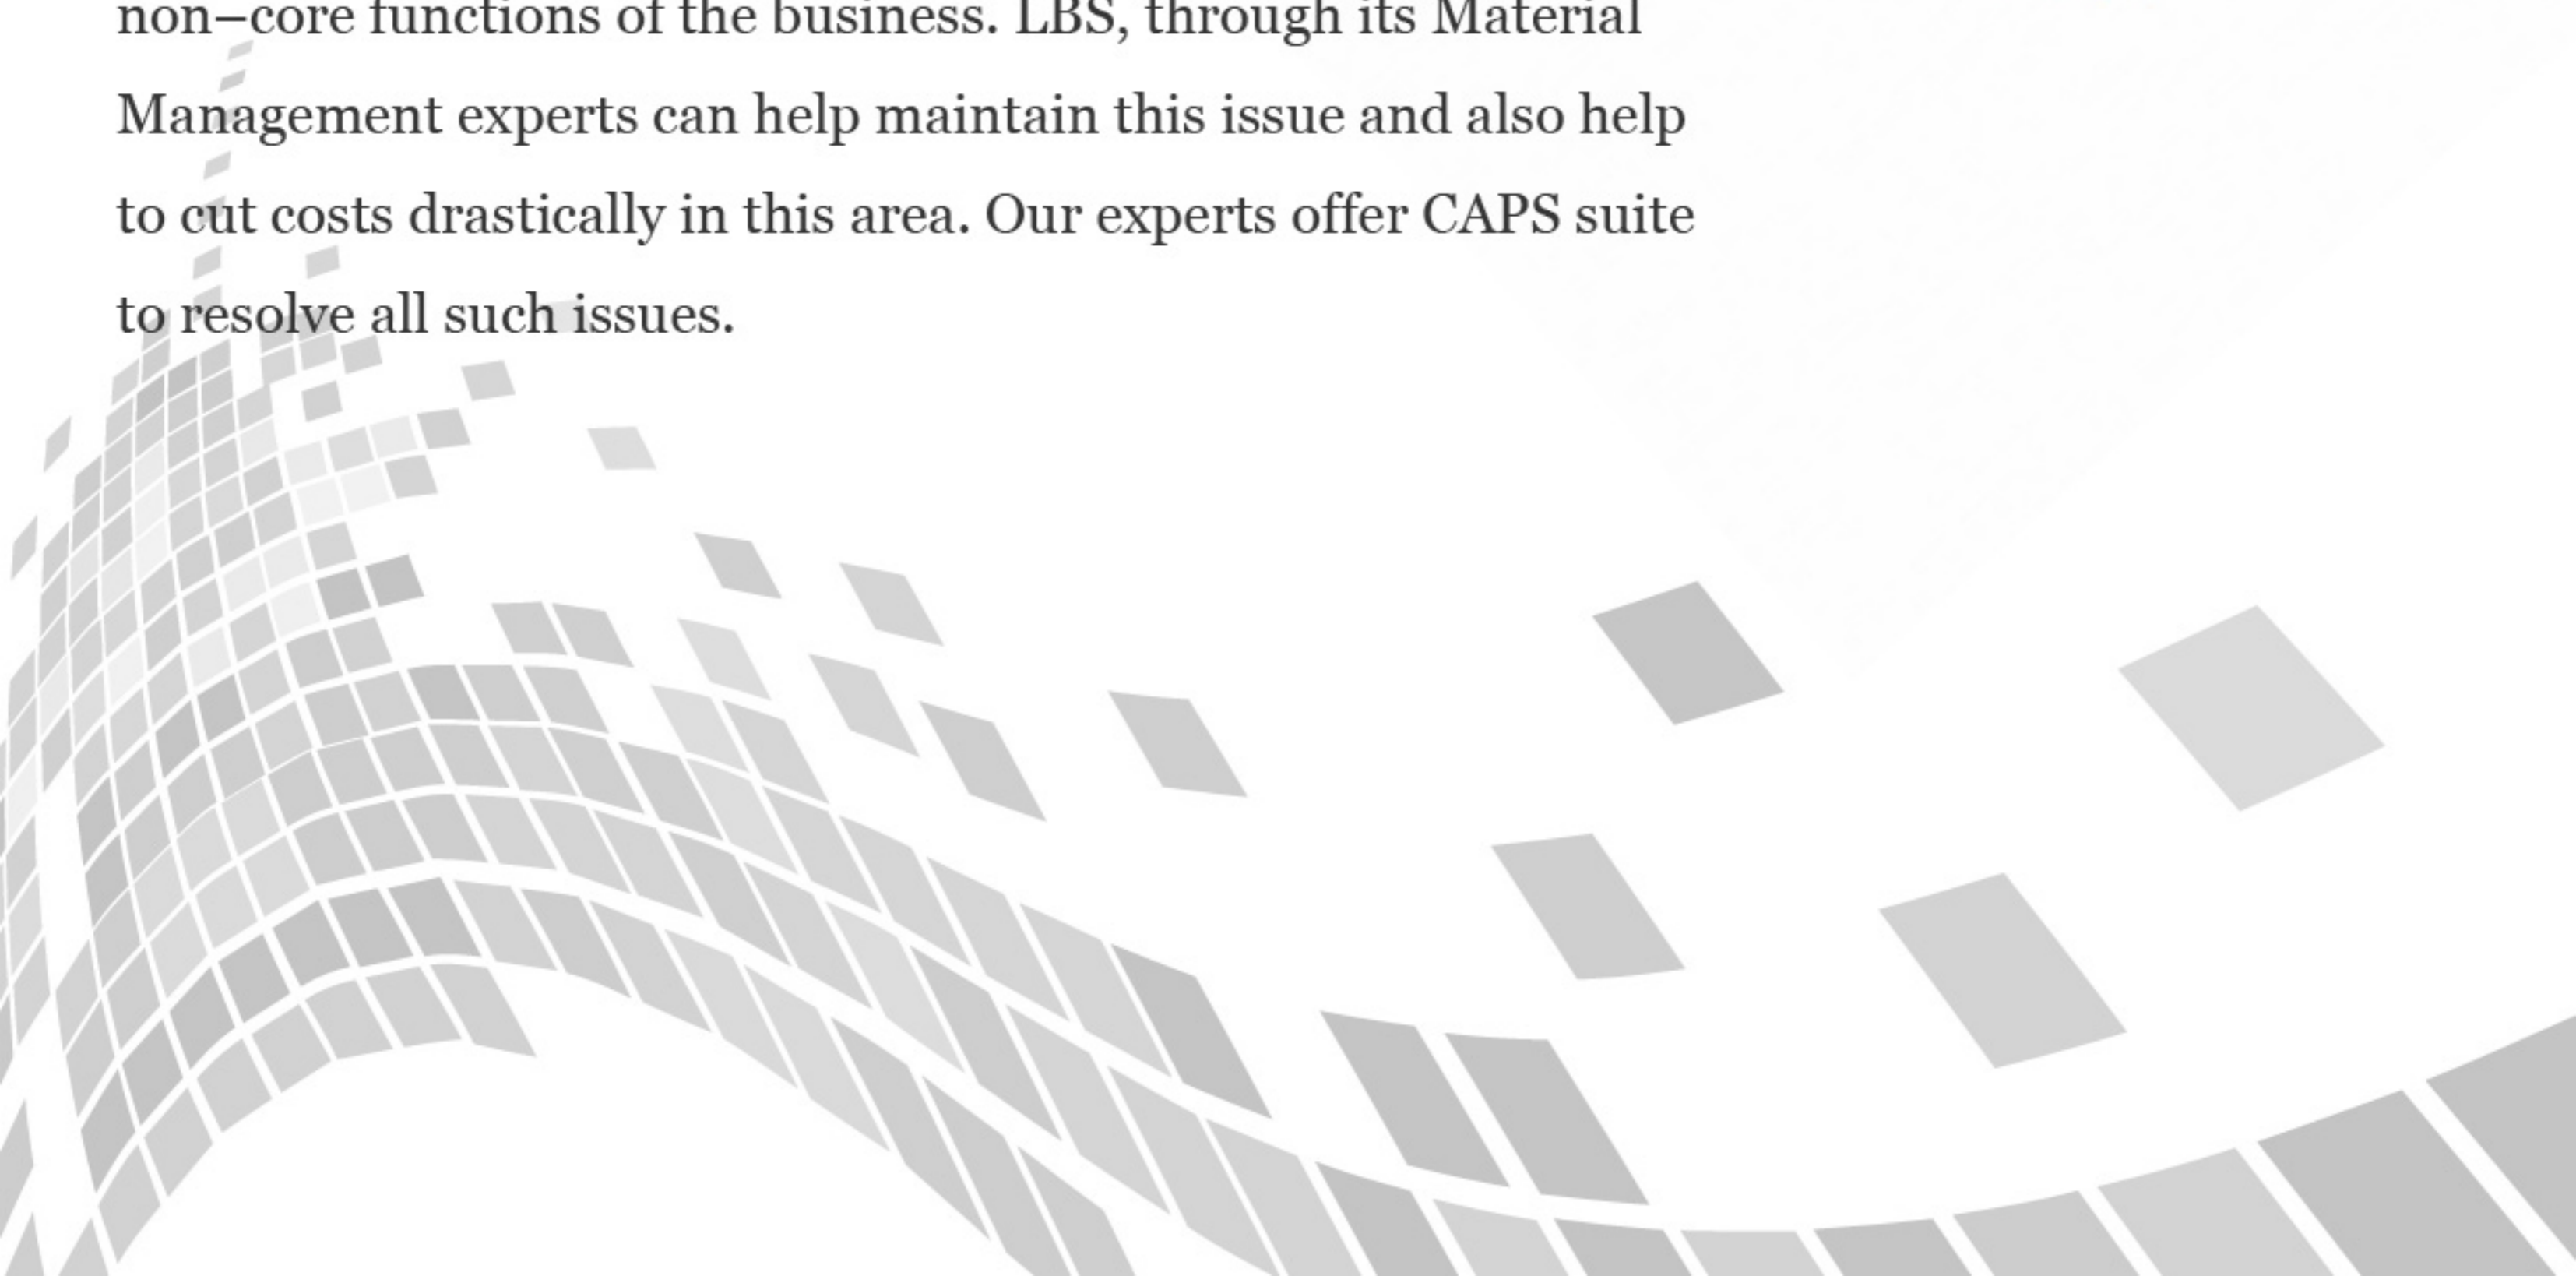 non–core functions of the business. LBS, through its Material
Management experts can help maintain this issue and also help
to cut costs drastically in this area. Our experts offer CAPS suite
to resolve all such issues.